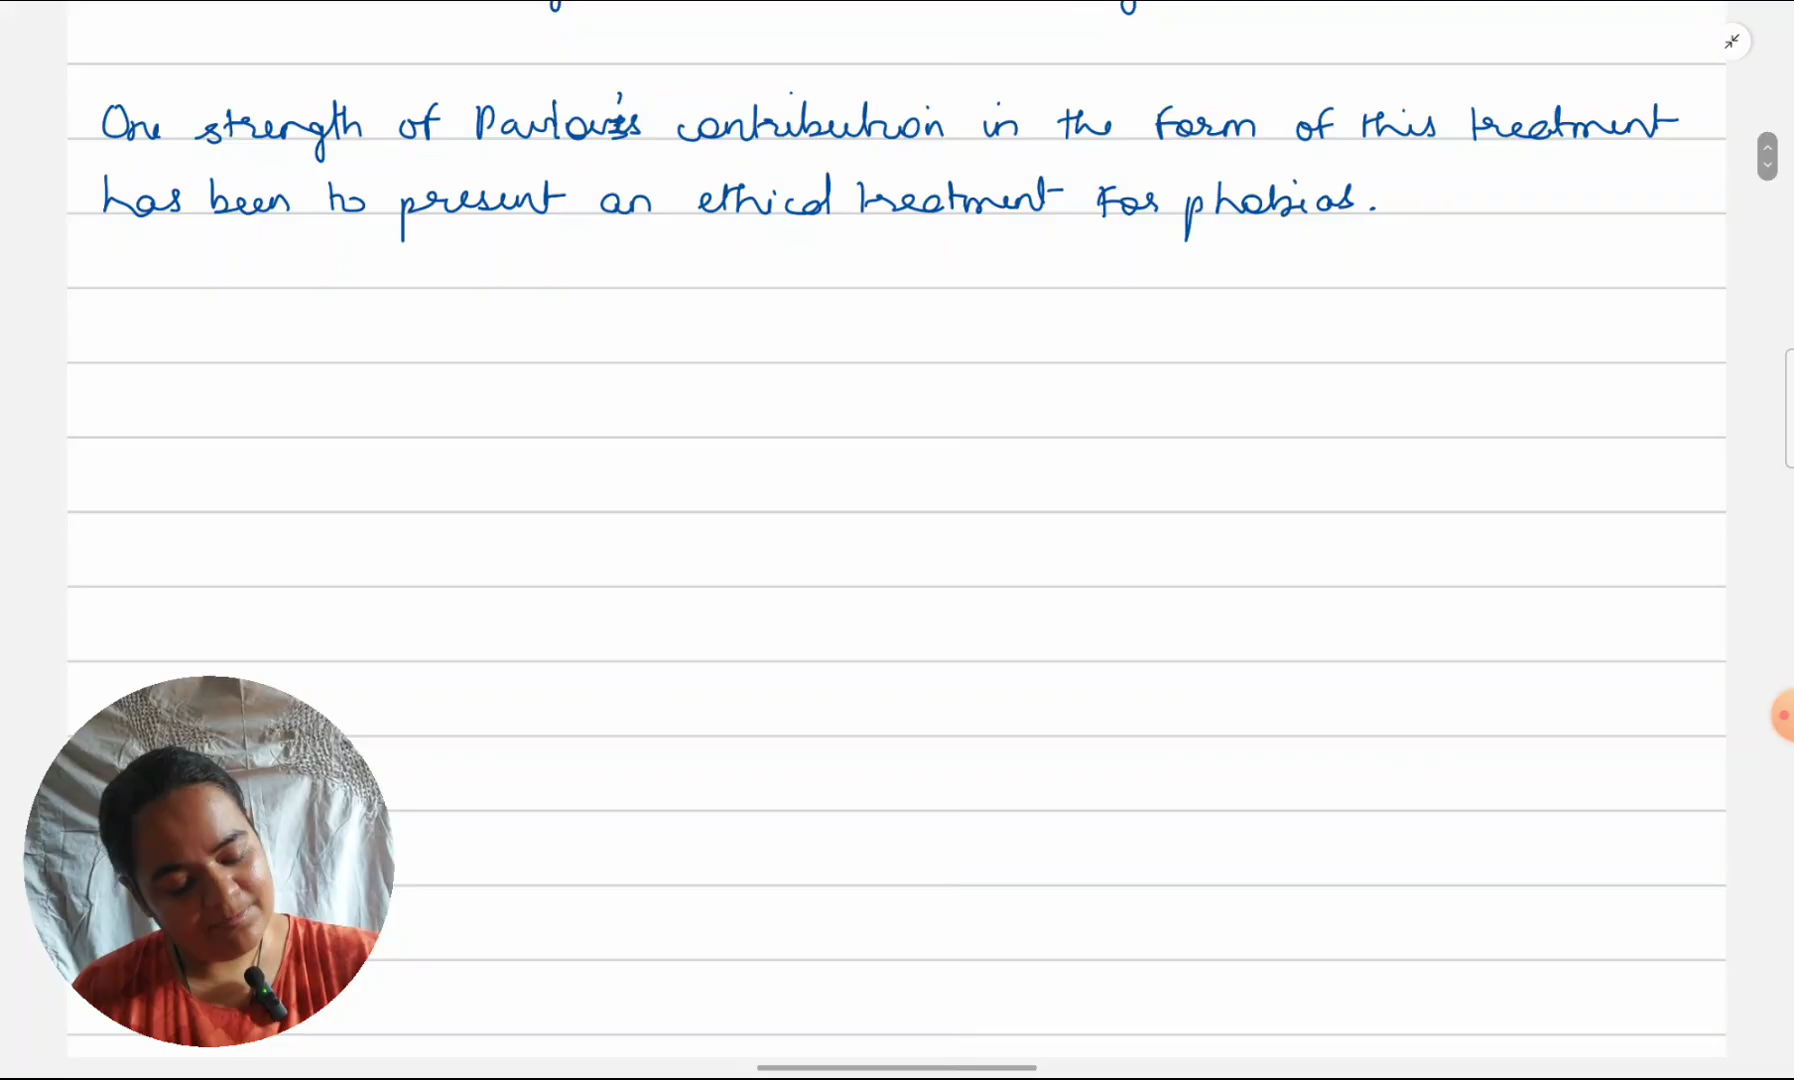 One strength of Pavlov's contribution in the form of this treatment
has been to present an ethical treatment for phobias.